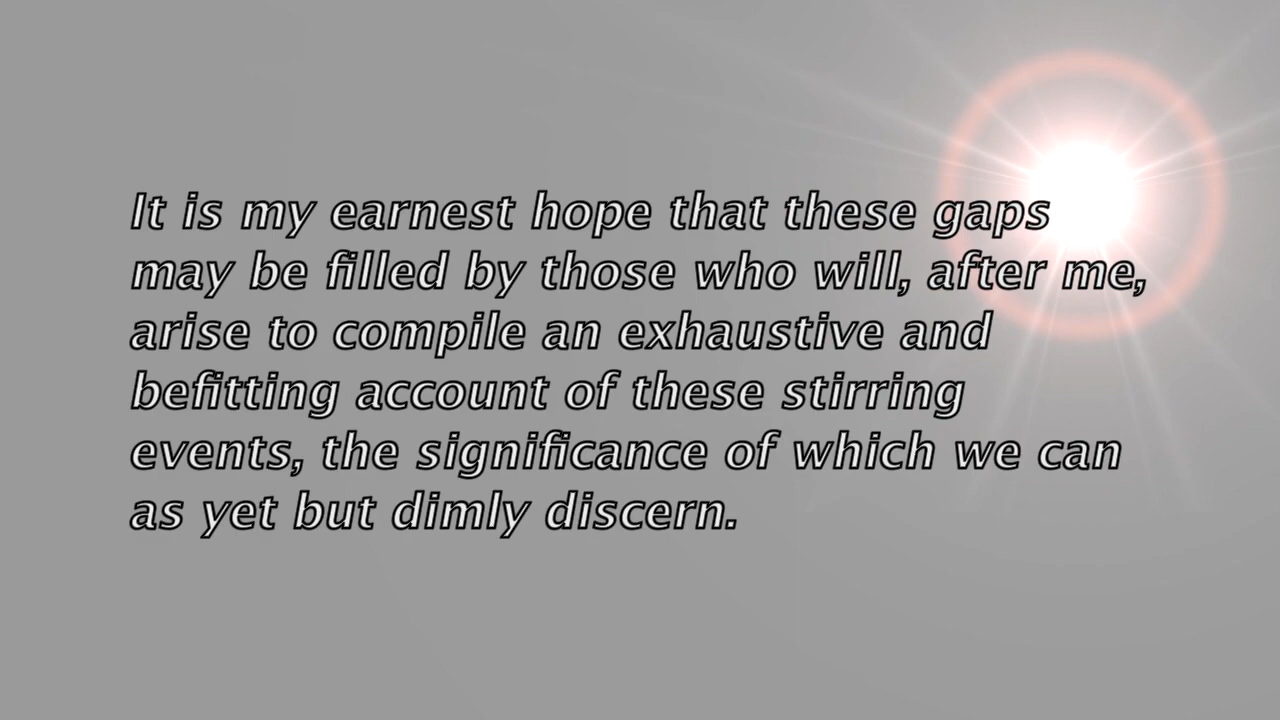 It is my earnest hope that these gaps
may be filled by those who will, after me,
arise to compile an exhaustive and
befitting account of these stirring
events, the significance of which we can
as yet but dimly discern.